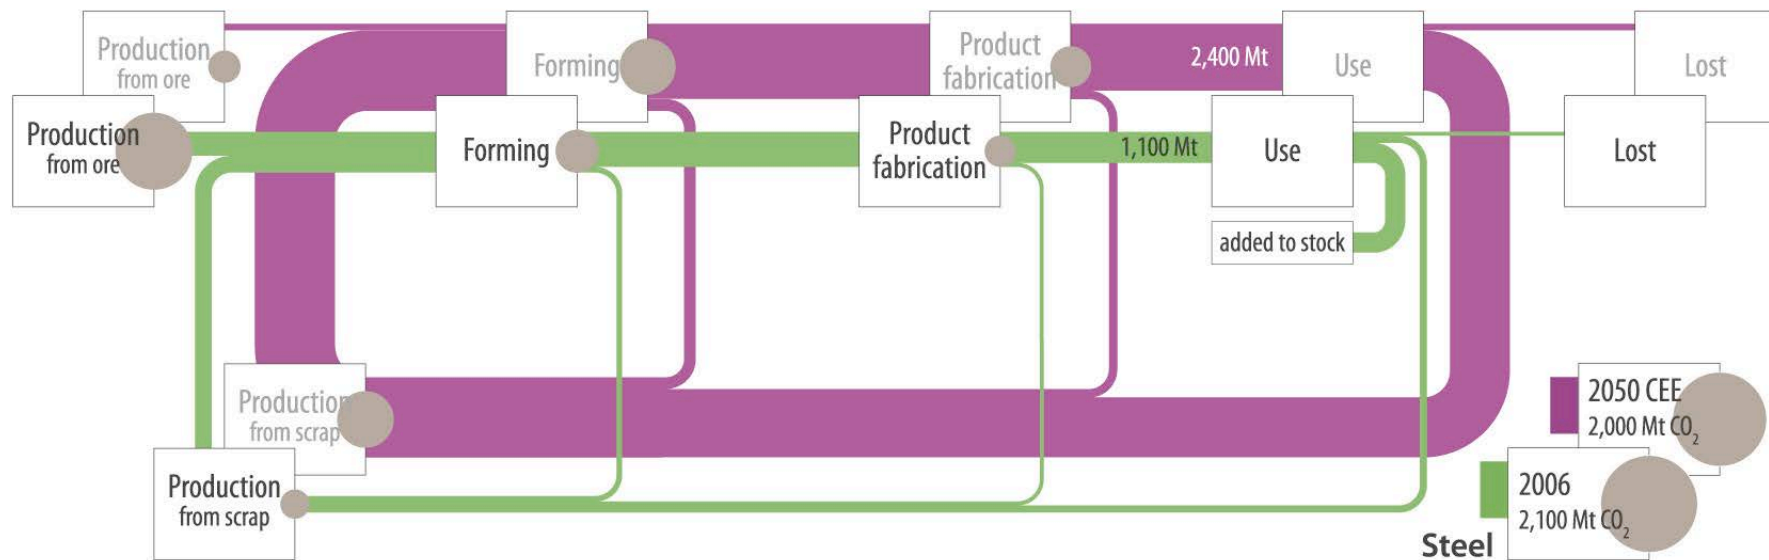 Production
from ore
Forming
Product
fabrication
2,400 Mt
Use
Lost
Production
from ore
Forming
Product
fabrication
1,100 Mt
Use
Lost
added to stock
Production
from scrap
2050 CEE
2,000 Mt CO₂
Production
from scrap
2006
2,100 Mt CO₂
Steel